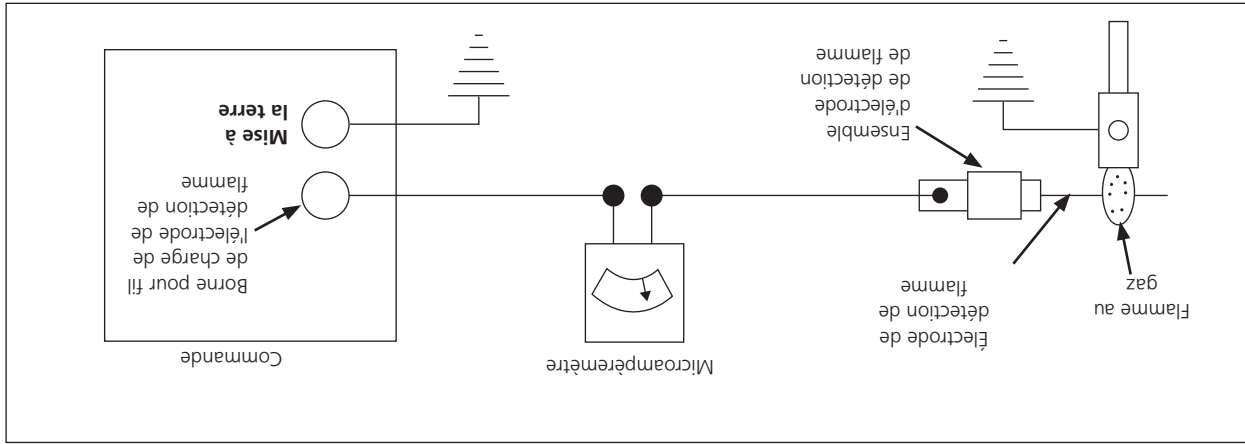 Flamme au
gaz
Électrode de
détection de
flamme
Microampèremètre
Commande
Borne pour fil
de charge de
l'électrode de
détection de
flamme
Ensemble
d'électrode
de détection
de flamme
Mise à
la terre